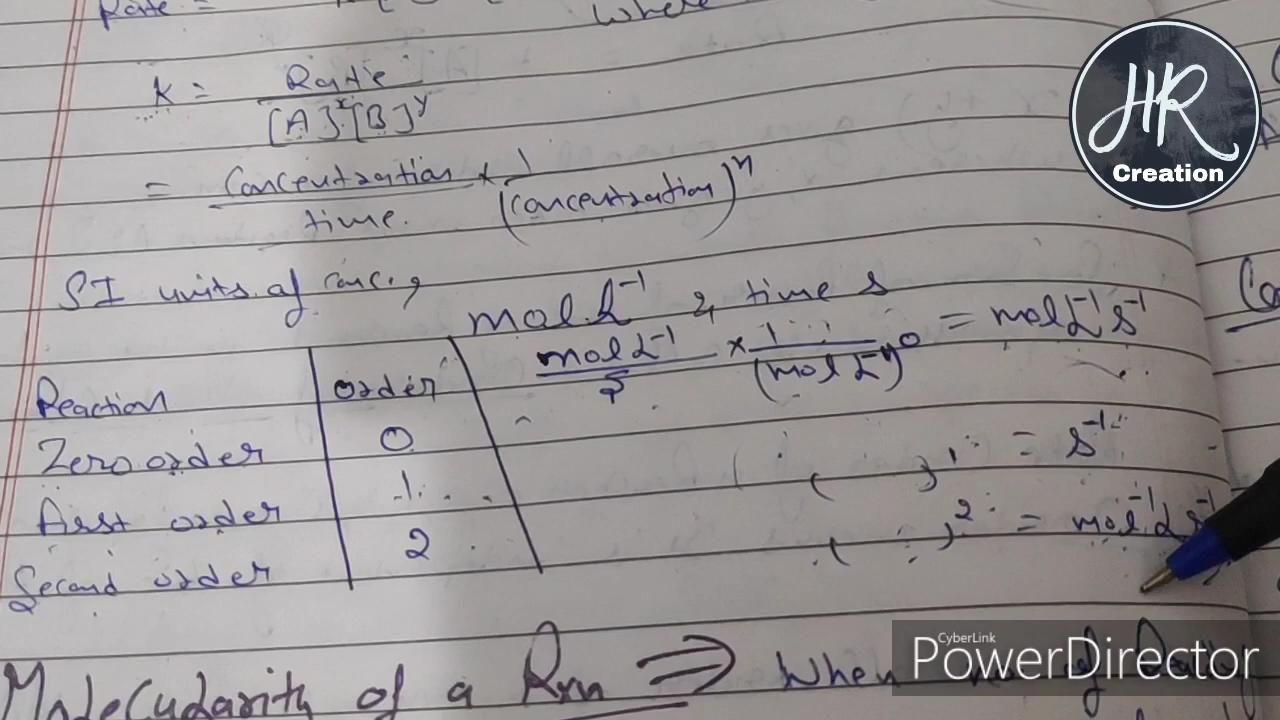 Rate =
Where
K = Rate / [A]^x [B]^y
= Concentration / time. × 1 / (Concentration)^n
SI units of conc.,
mol L^-1 & time s
Reaction order mol L^-1 / s × 1 / (mol L^-1)^0 = mol L^-1 s^-1
Zero order 0
( )^1 = s^-1
First order 1
( )^2 = mol^-1 L s^-1
Second order 2
Molecularity of a Rxn ⇒ When
HR
Creation
CyberLink
PowerDirector